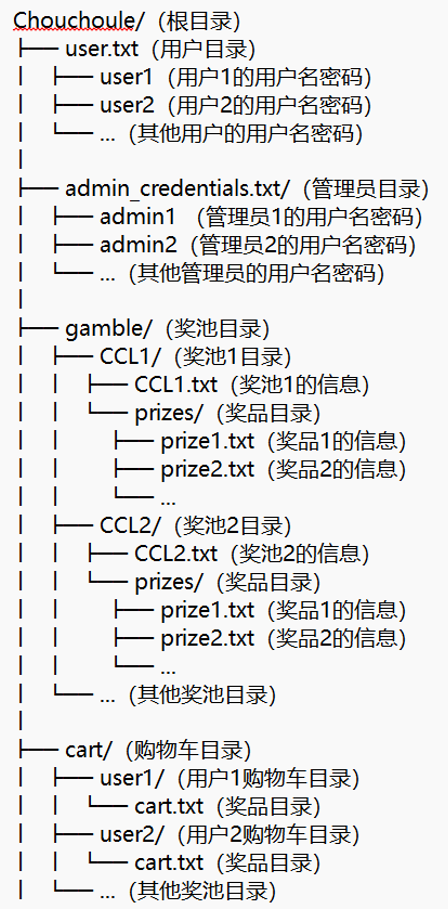 Chouchoule/（根目录）
├── user.txt（用户目录）
│   ├── user1（用户1的用户名密码）
│   ├── user2（用户2的用户名密码）
│   └── ...（其他用户的用户名密码）
│
├── admin_credentials.txt/（管理员目录）
│   ├── admin1 （管理员1的用户名密码）
│   ├── admin2（管理员2的用户名密码）
│   └── ...（其他管理员的用户名密码）
│
├── gamble/（奖池目录）
│   ├── CCL1/（奖池1目录）
│   │   ├── CCL1.txt（奖池1的信息）
│   │   └── prizes/（奖品目录）
│   │       ├── prize1.txt（奖品1的信息）
│   │       ├── prize2.txt（奖品2的信息）
│   │       └── ...
│   ├── CCL2/（奖池2目录）
│   │   ├── CCL2.txt（奖池2的信息）
│   │   └── prizes/（奖品目录）
│   │       ├── prize1.txt（奖品1的信息）
│   │       ├── prize2.txt（奖品2的信息）
│   │       └── ...
│   └── ...（其他奖池目录）
│
├── cart/（购物车目录）
│   ├── user1/（用户1购物车目录）
│   │   └── cart.txt（奖品目录）
│   ├── user2/（用户2购物车目录）
│   │   └── cart.txt（奖品目录）
│   └── ...（其他奖池目录）